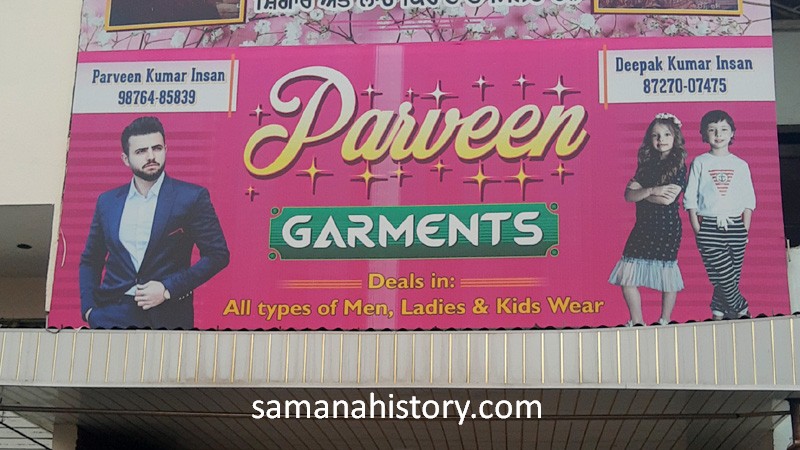 ਸ਼ਿੰਗਾਰ ਅਤੇ
Parveen Kumar Insan
98764-85839
Deepak Kumar Insan
87270-07475
Parveen
GARMENTS
Deals in:
All types of Men, Ladies & Kids Wear
samanahistory.com